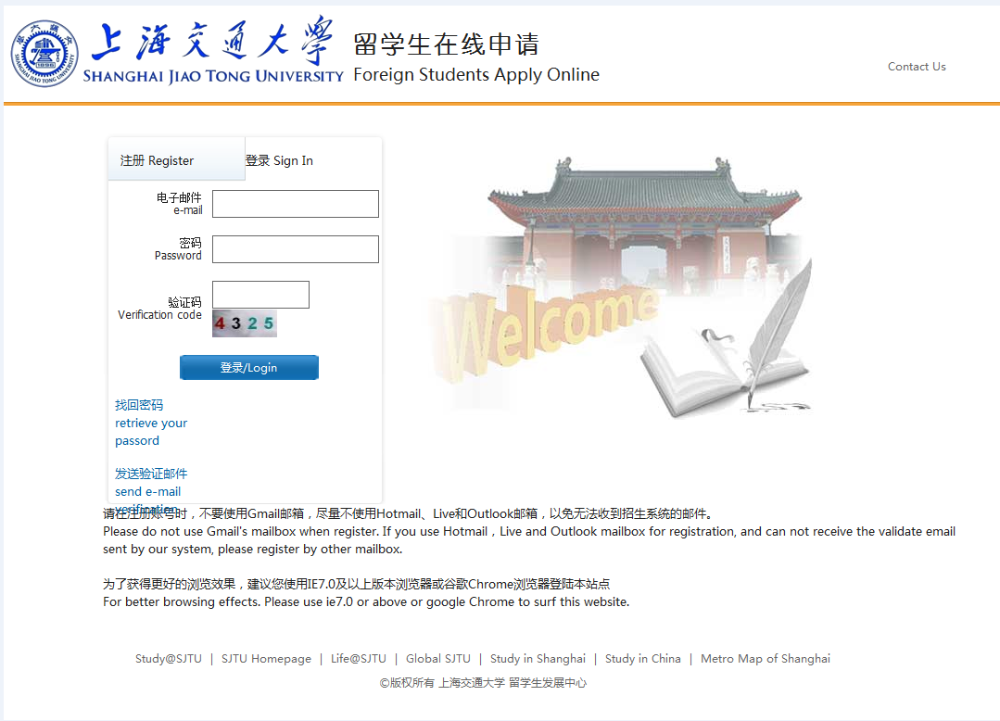 上海交通大学
SHANGHAI JIAO TONG UNIVERSITY
留学生在线申请
Foreign Students Apply Online
Contact Us
注册 Register
登录 Sign In
电子邮件
e-mail
密码
Password
验证码
Verification code
4325
登录/Login
找回密码
retrieve your
passord
发送验证邮件
send e-mail
verification
Welcome
请在注册账号时，不要使用Gmail邮箱，尽量不使用Hotmail、Live和Outlook邮箱，以免无法收到招生系统的邮件。
Please do not use Gmail's mailbox when register. If you use Hotmail，Live and Outlook mailbox for registration, and can not receive the validate email
sent by our system, please register by other mailbox.
为了获得更好的浏览效果，建议您使用IE7.0及以上版本浏览器或谷歌Chrome浏览器登陆本站点
For better browsing effects. Please use ie7.0 or above or google Chrome to surf this website.
Study@SJTU | SJTU Homepage | Life@SJTU | Global SJTU | Study in Shanghai | Study in China | Metro Map of Shanghai
©版权所有 上海交通大学 留学生发展中心